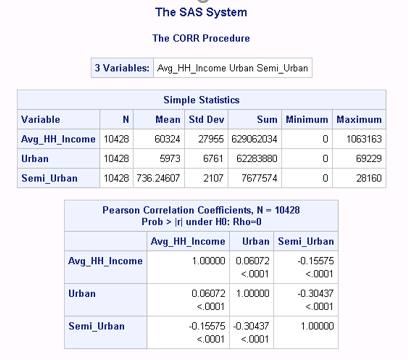 The SAS System
The CORR Procedure
3 Variables: Avg_HH_Income Urban Semi_Urban
Simple Statistics
Variable N Mean Std Dev Sum Minimum Maximum
Avg_HH_Income 10428 60324 27955 629062034 0 1063163
Urban 10428 5973 6761 62283880 0 69229
Semi_Urban 10428 736.24607 2107 7677574 0 28160
Pearson Correlation Coefficients, N = 10428
Prob > |r| under H0: Rho=0
Avg_HH_Income Urban Semi_Urban
Avg_HH_Income 1.00000 0.06072 -0.15575
<.0001 <.0001
Urban 0.06072 1.00000 -0.30437
<.0001 <.0001
Semi_Urban -0.15575 -0.30437 1.00000
<.0001 <.0001